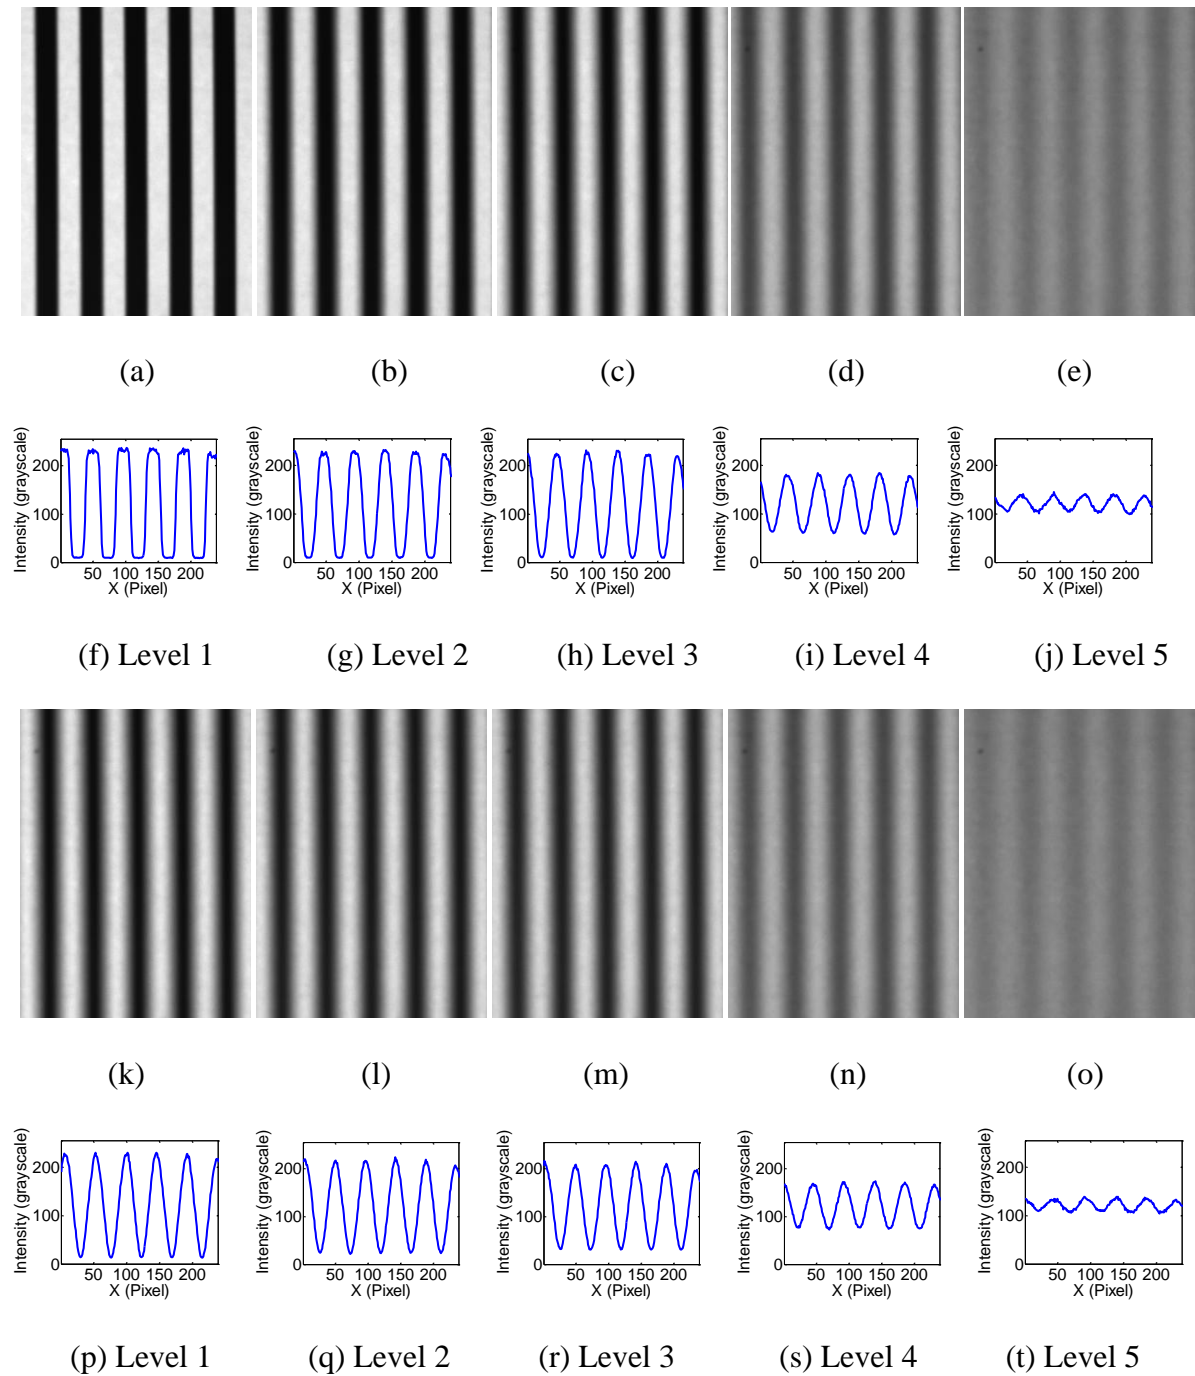 (a) (b) (c) (d) (e)
Intensity (grayscale) 200 100 0 50 100 150 200 X (Pixel)
Intensity (grayscale) 200 100 0 50 100 150 200 X (Pixel)
Intensity (grayscale) 200 100 0 50 100 150 200 X (Pixel)
Intensity (grayscale) 200 100 0 50 100 150 200 X (Pixel)
Intensity (grayscale) 200 100 0 50 100 150 200 X (Pixel)
(f) Level 1 (g) Level 2 (h) Level 3 (i) Level 4 (j) Level 5
(k) (l) (m) (n) (o)
Intensity (grayscale) 200 100 0 50 100 150 200 X (Pixel)
Intensity (grayscale) 200 100 0 50 100 150 200 X (Pixel)
Intensity (grayscale) 200 100 0 50 100 150 200 X (Pixel)
Intensity (grayscale) 200 100 0 50 100 150 200 X (Pixel)
Intensity (grayscale) 200 100 0 50 100 150 200 X (Pixel)
(p) Level 1 (q) Level 2 (r) Level 3 (s) Level 4 (t) Level 5